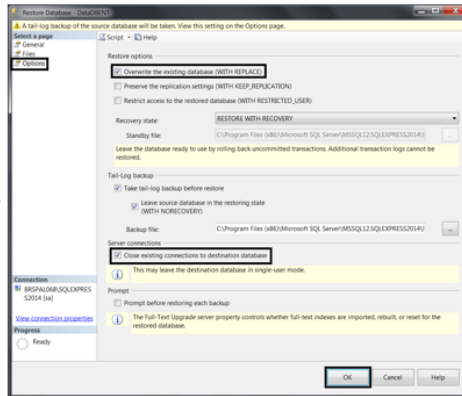 Restore Database - DataDBENT
A tail-log backup of the source database will be taken. View this setting on the Options page.
Select a page
General
Files
Options
Script
Help
Restore options
Overwrite the existing database (WITH REPLACE)
Preserve the replication settings (WITH KEEP_REPLICATION)
Restrict access to the restored database (WITH RESTRICTED_USER)
Recovery state:
RESTORE WITH RECOVERY
Standby file:
C:\Program Files (x86)\Microsoft SQL Server\MSSQL12.SQLEXPRESS2014\
Leave the database ready to use by rolling back uncommitted transactions. Additional transaction logs cannot be
restored.
Tail-Log backup
Take tail-log backup before restore
Leave source database in the restoring state
(WITH NORECOVERY)
Backup file:
C:\Program Files (x86)\Microsoft SQL Server\MSSQL12.SQLEXPRESS2014\
Server connections
Close existing connections to destination database
This may leave the destination database in single-user mode.
Prompt
Prompt before restoring each backup
The Full-Text Upgrade server property controls whether full-text indexes are imported, rebuilt, or reset for the
restored database.
Connection
S2014 [sa]
View connection properties
Progress
Ready
OK
Cancel
Help